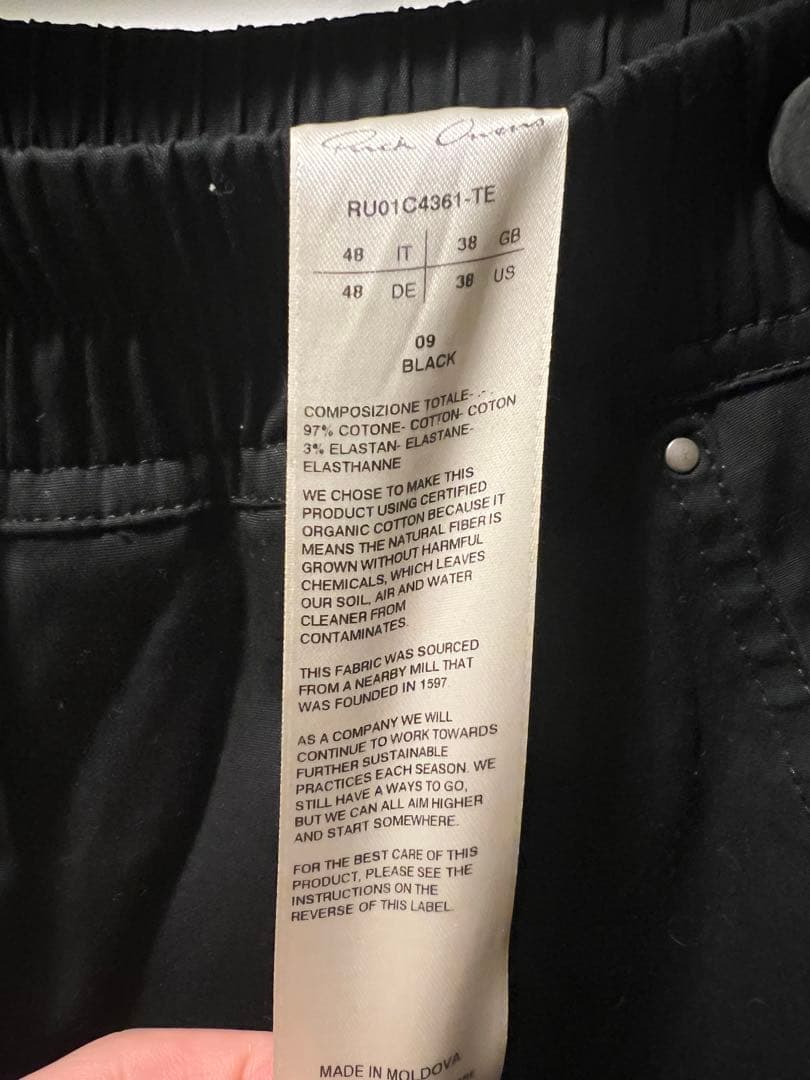 Rick Owens
RU01C4361-TE
48 IT 38 GB
48 DE 38 US
09
BLACK
COMPOSIZIONE TOTALE- .- .
97% COTONE- COTTON- COTON
3% ELASTAN- ELASTANE-
ELASTHANNE
WE CHOSE TO MAKE THIS
PRODUCT USING CERTIFIED
ORGANIC COTTON BECAUSE IT
MEANS THE NATURAL FIBER IS
GROWN WITHOUT HARMFUL
CHEMICALS, WHICH LEAVES
OUR SOIL, AIR AND WATER
CLEANER FROM
CONTAMINATES.
THIS FABRIC WAS SOURCED
FROM A NEARBY MILL THAT
WAS FOUNDED IN 1597.
AS A COMPANY WE WILL
CONTINUE TO WORK TOWARDS
FURTHER SUSTAINABLE
PRACTICES EACH SEASON. WE
STILL HAVE A WAYS TO GO,
BUT WE CAN ALL AIM HIGHER
AND START SOMEWHERE.
FOR THE BEST CARE OF THIS
PRODUCT, PLEASE SEE THE
INSTRUCTIONS ON THE
REVERSE OF THIS LABEL.
MADE IN MOLDOVA